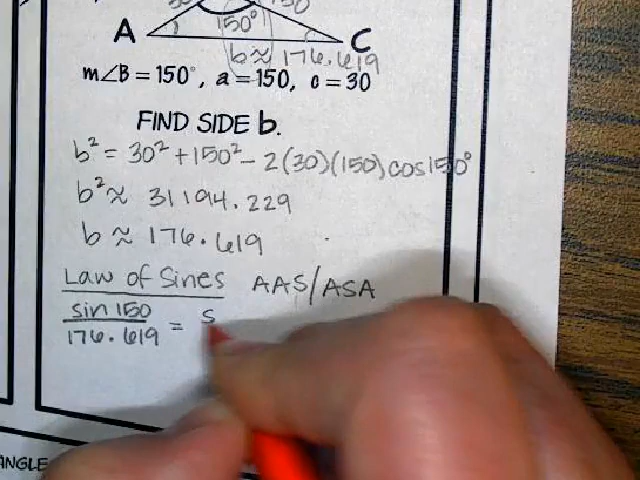 150°
A C
b ≈ 176.619
m∠B = 150°, a = 150, c = 30
FIND SIDE b.
b² = 30² + 150² - 2(30)(150)cos150°
b² ≈ 31194.229
b ≈ 176.619
Law of Sines AAS/ASA
sin 150
176.619 = s
ANGLE